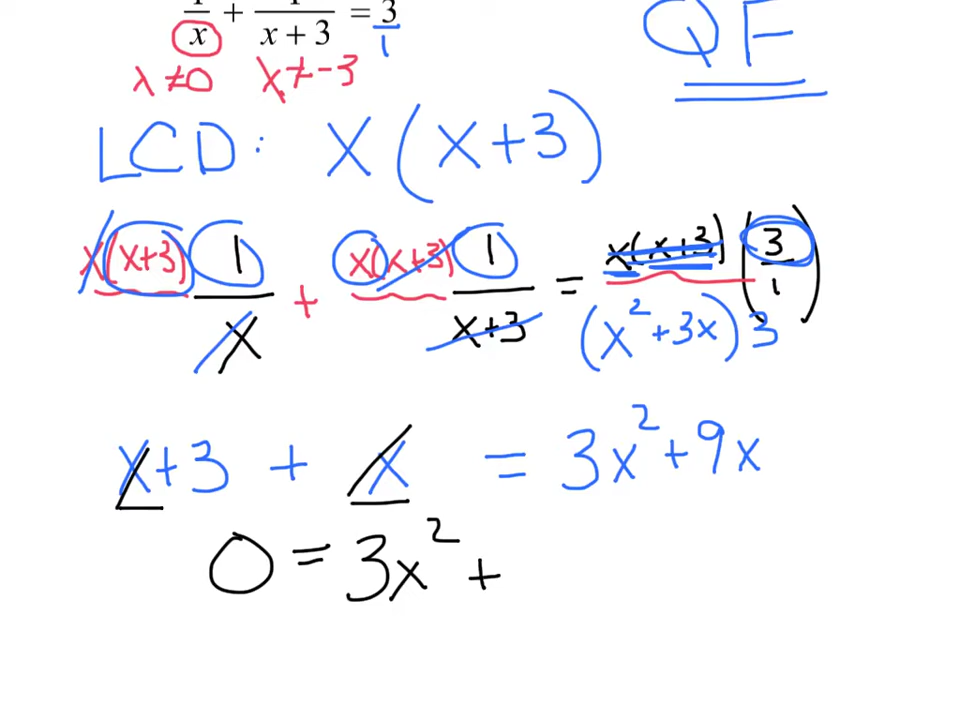 1/x + 1/(x + 3) = 3/1
QF
x ≠ 0 x ≠ -3
LCD: x(x+3)
x(x+3) 1/x + x(x+3) 1/(x+3) = x(x+3) (3/1)
(x²+3x)3
x+3 + x = 3x²+9x
0 = 3x² +